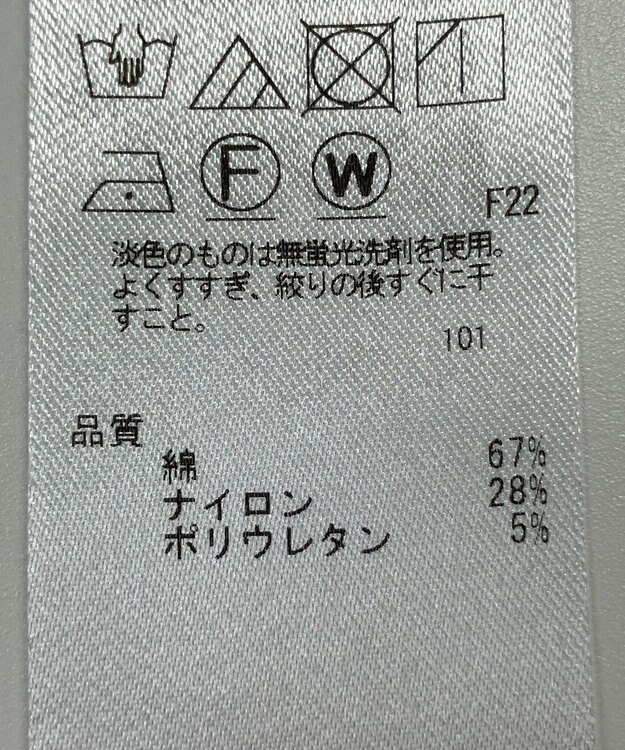 F W
F22
淡色のものは無蛍光洗剤を使用。
よくすすぎ、絞りの後すぐに干
すこと。
101
品質
綿 67%
ナイロン 28%
ポリウレタン 5%